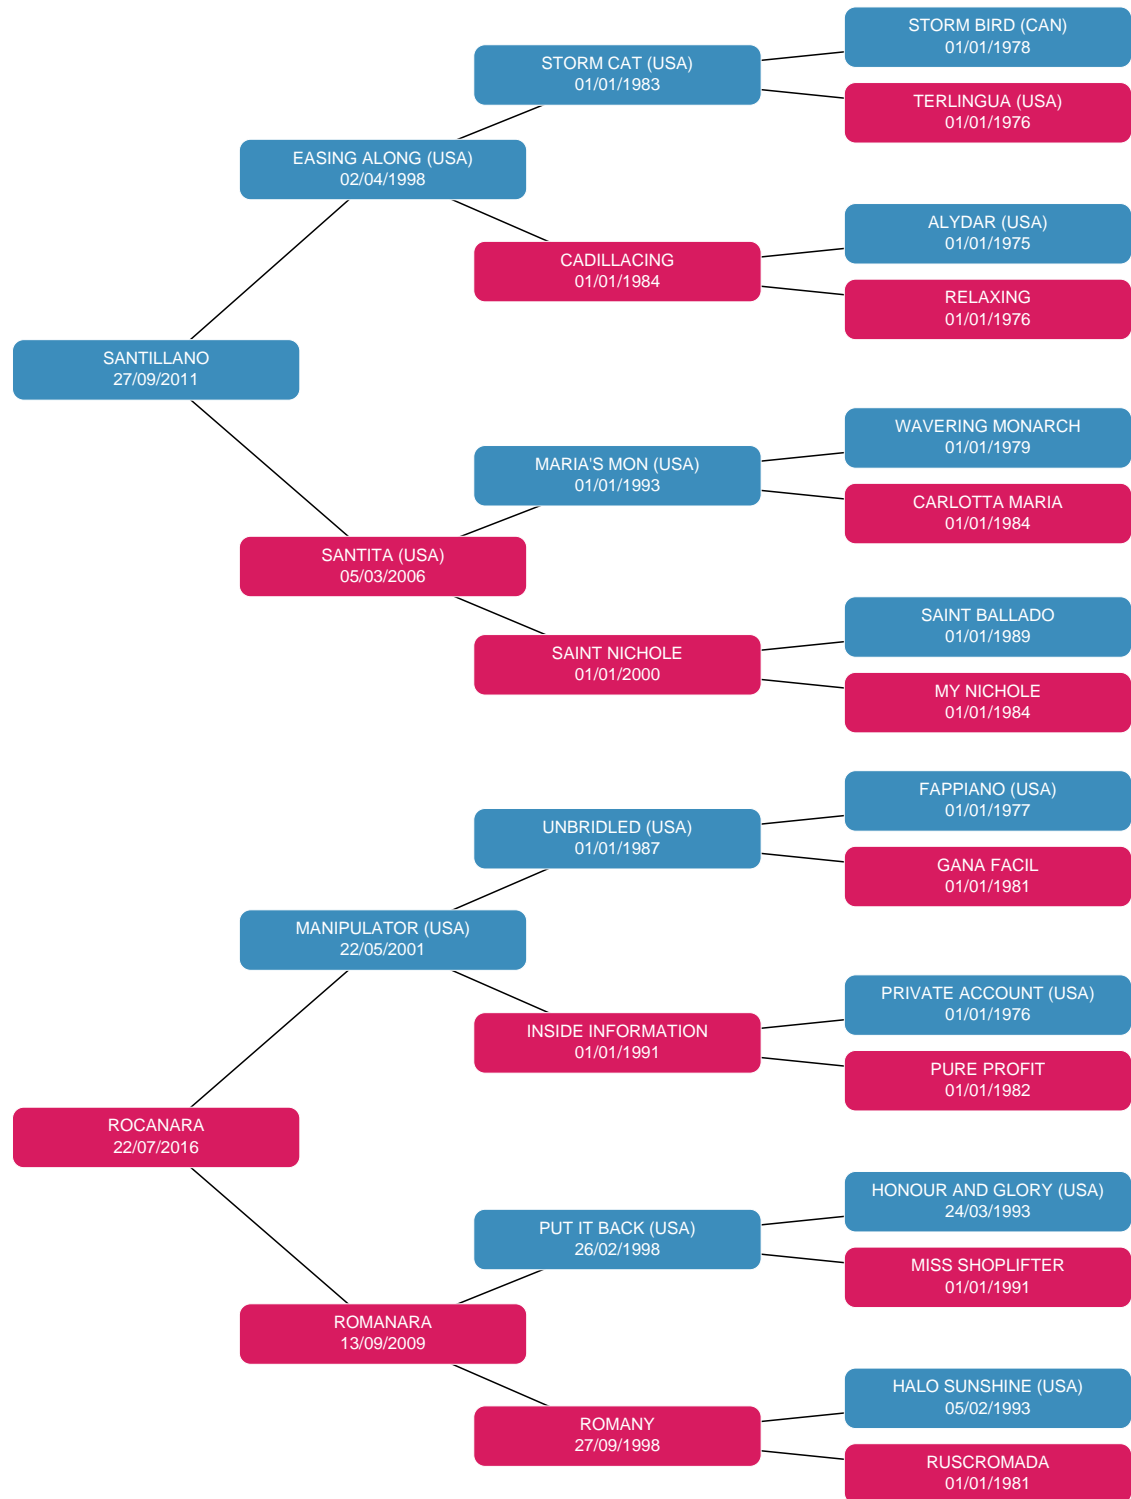 STORM BIRD (CAN)
01/01/1978
STORM CAT (USA)
01/01/1983
TERLINGUA (USA)
01/01/1976
EASING ALONG (USA)
02/04/1998
ALYDAR (USA)
01/01/1975
CADILLACING
01/01/1984
RELAXING
01/01/1976
SANTILLANO
27/09/2011
WAVERING MONARCH
01/01/1979
MARIA'S MON (USA)
01/01/1993
CARLOTTA MARIA
01/01/1984
SANTITA (USA)
05/03/2006
SAINT BALLADO
01/01/1989
SAINT NICHOLE
01/01/2000
MY NICHOLE
01/01/1984
FAPPIANO (USA)
01/01/1977
UNBRIDLED (USA)
01/01/1987
GANA FACIL
01/01/1981
MANIPULATOR (USA)
22/05/2001
PRIVATE ACCOUNT (USA)
01/01/1976
INSIDE INFORMATION
01/01/1991
PURE PROFIT
01/01/1982
ROCANARA
22/07/2016
HONOUR AND GLORY (USA)
24/03/1993
PUT IT BACK (USA)
26/02/1998
MISS SHOPLIFTER
01/01/1991
ROMANARA
13/09/2009
HALO SUNSHINE (USA)
05/02/1993
ROMANY
27/09/1998
RUSCROMADA
01/01/1981